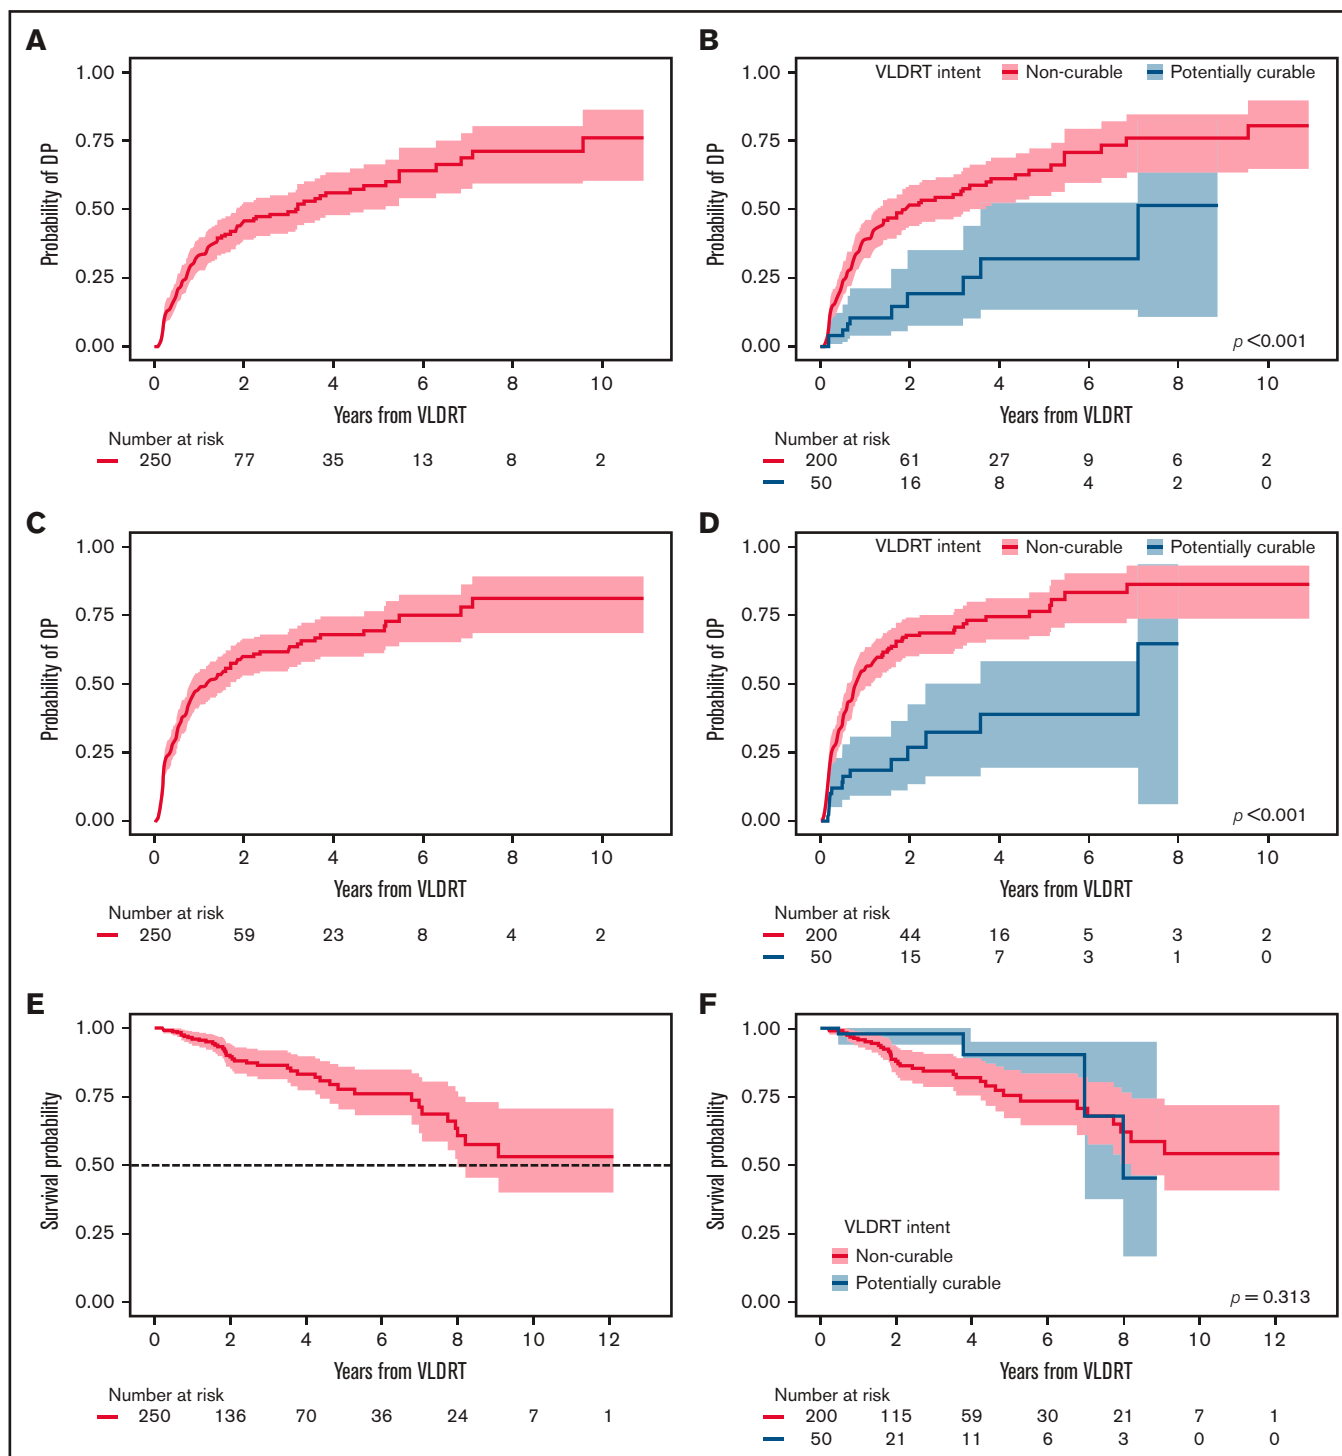 A
1.00
0.75
0.50
0.25
0.00
Probability of DP
0 2 4 6 8 10
Years from VLDRT
Number at risk
250 77 35 13 8 2
B
VLDRT intent Non-curable Potentially curable
1.00
0.75
0.50
0.25
0.00
Probability of DP
p <0.001
0 2 4 6 8 10
Years from VLDRT
Number at risk
200 61 27 9 6 2
50 16 8 4 2 0
C
1.00
0.75
0.50
0.25
0.00
Probability of OP
0 2 4 6 8 10
Years from VLDRT
Number at risk
250 59 23 8 4 2
D
VLDRT intent Non-curable Potentially curable
1.00
0.75
0.50
0.25
0.00
Probability of OP
p <0.001
0 2 4 6 8 10
Years from VLDRT
Number at risk
200 44 16 5 3 2
50 15 7 3 1 0
E
1.00
0.75
0.50
0.25
0.00
Survival probability
0 2 4 6 8 10 12
Years from VLDRT
Number at risk
250 136 70 36 24 7 1
F
1.00
0.75
0.50
0.25
0.00
Survival probability
VLDRT intent
Non-curable
Potentially curable
p = 0.313
0 2 4 6 8 10 12
Years from VLDRT
Number at risk
200 115 59 30 21 7 1
50 21 11 6 3 0 0